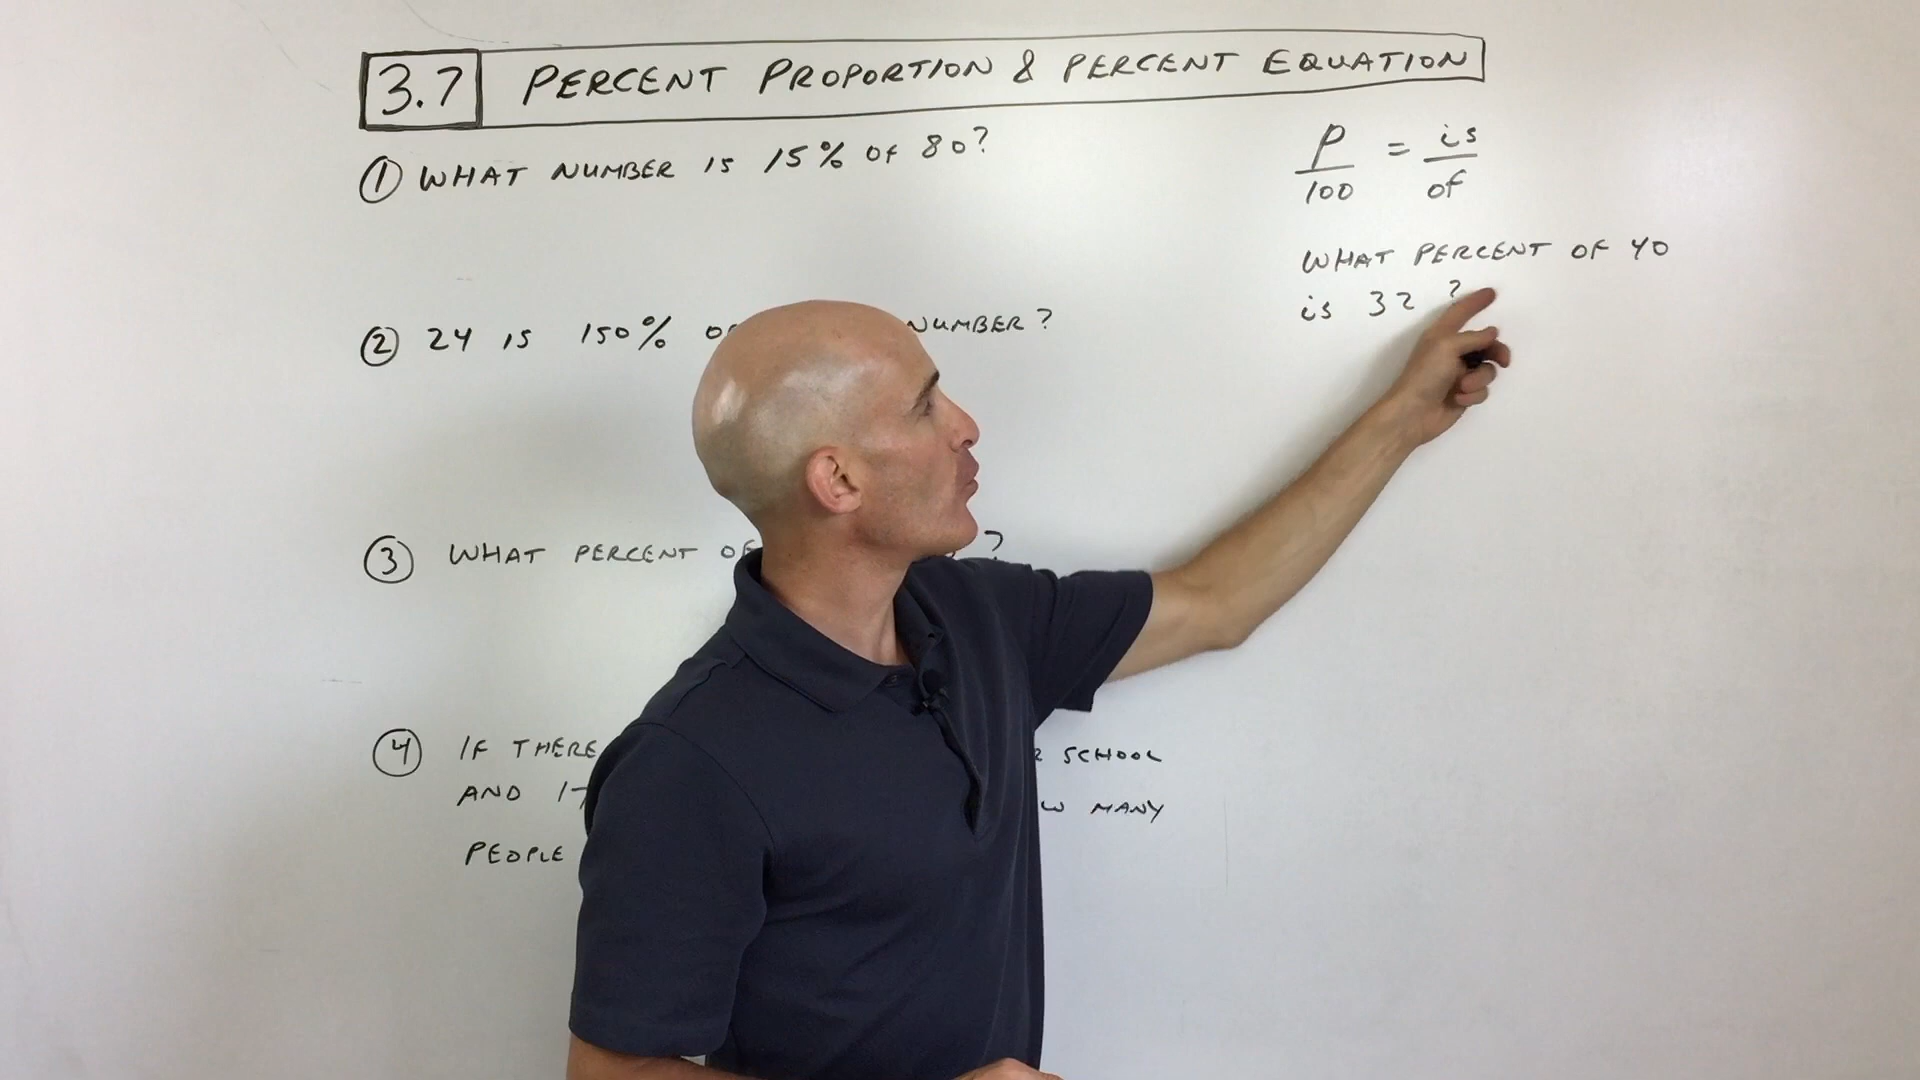 3.7 PERCENT PROPORTION & PERCENT EQUATION
① WHAT NUMBER IS 15% OF 80?
② 24 IS 150% NUMBER?
③ WHAT PERCENT OF ?
④ IF THERE SCHOOL
AND MANY
PEOPLE
P/100 = is/of
WHAT PERCENT OF 40
is 32 ?